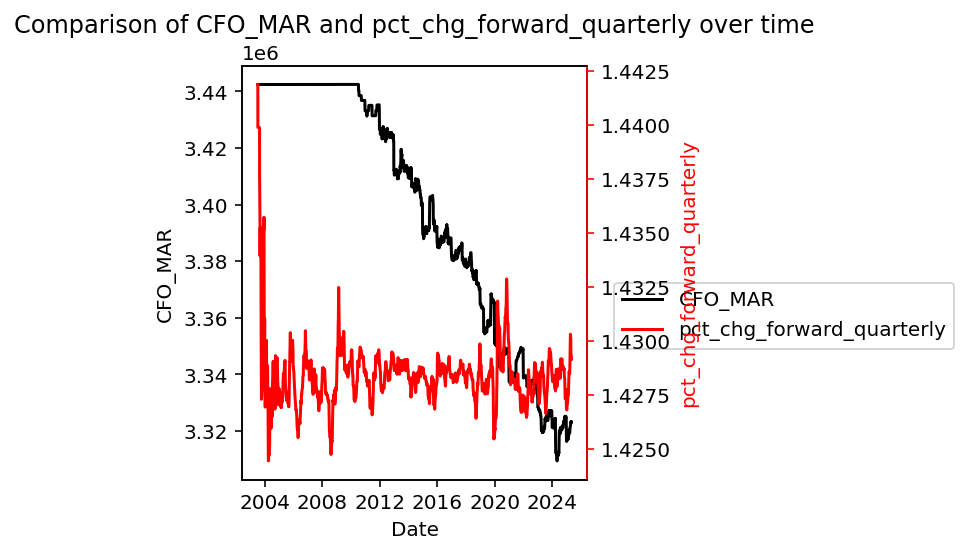 Comparison of CFO_MAR and pct_chg_forward_quarterly over time
1e6
3.44
3.42
3.40
3.38
3.36
3.34
3.32
CFO_MAR
1.4425
1.4400
1.4375
1.4350
1.4325
1.4300
1.4275
1.4250
pct_chg_forward_quarterly
CFO_MAR
pct_chg_forward_quarterly
2004 2008 2012 2016 2020 2024
Date